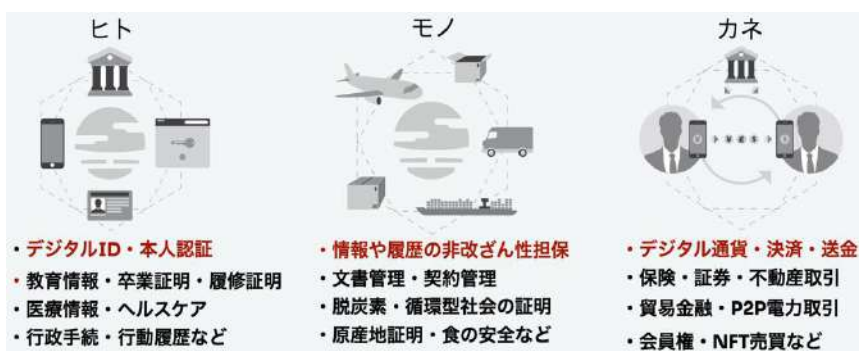 ヒト
・デジタルID・本人認証
・教育情報・卒業証明・履修証明
・医療情報・ヘルスケア
・行政手続・行動履歴など
モノ
・情報や履歴の非改ざん性担保
・文書管理・契約管理
・脱炭素・循環型社会の証明
・原産地証明・食の安全など
カネ
・デジタル通貨・決済・送金
・保険・証券・不動産取引
・貿易金融・P2P電力取引
・会員権・NFT売買など